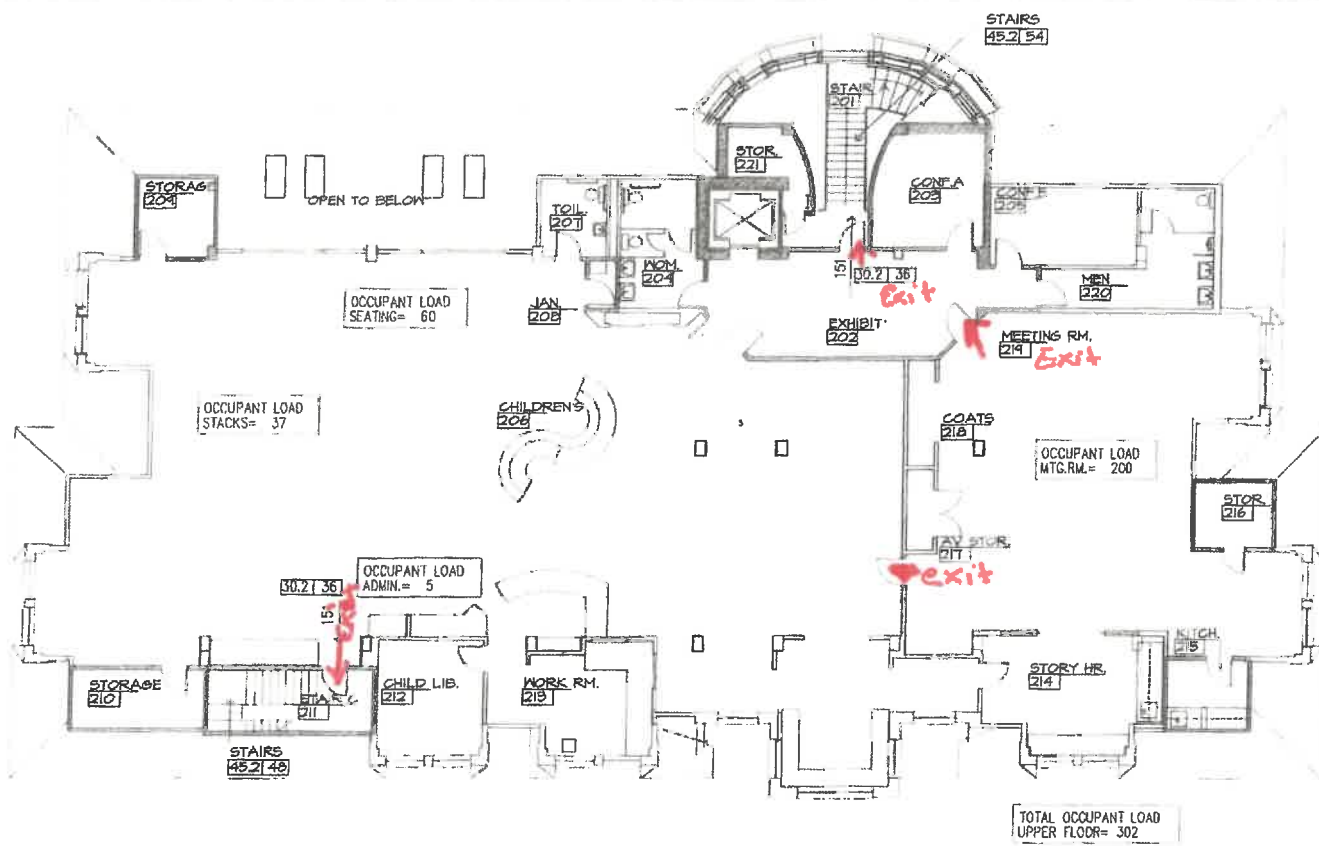 STAIRS
45.2 54
STAIR
201
STOR.
221
CONF.A
203
STORAG
209
OPEN TO BELOW
TOIL.
207
WOM.
204
JAN.
208
OCCUPANT LOAD
SEATING= 60
151
30.2 36
Exit
EXHIBIT
202
MEN
220
MEETING RM.
219
Exit
OCCUPANT LOAD
STACKS= 37
CHILDREN'S
206
COATS
218
OCCUPANT LOAD
MTG.RM.= 200
STOR.
216
AV STOR.
217
exit
30.2 36
151
OCCUPANT LOAD
ADMIN.= 5
KITCH.
215
STORAGE
210
211
CHILD LIB.
212
WORK RM.
213
STORY HR.
214
STAIRS
45.2 48
TOTAL OCCUPANT LOAD
UPPER FLOOR= 302